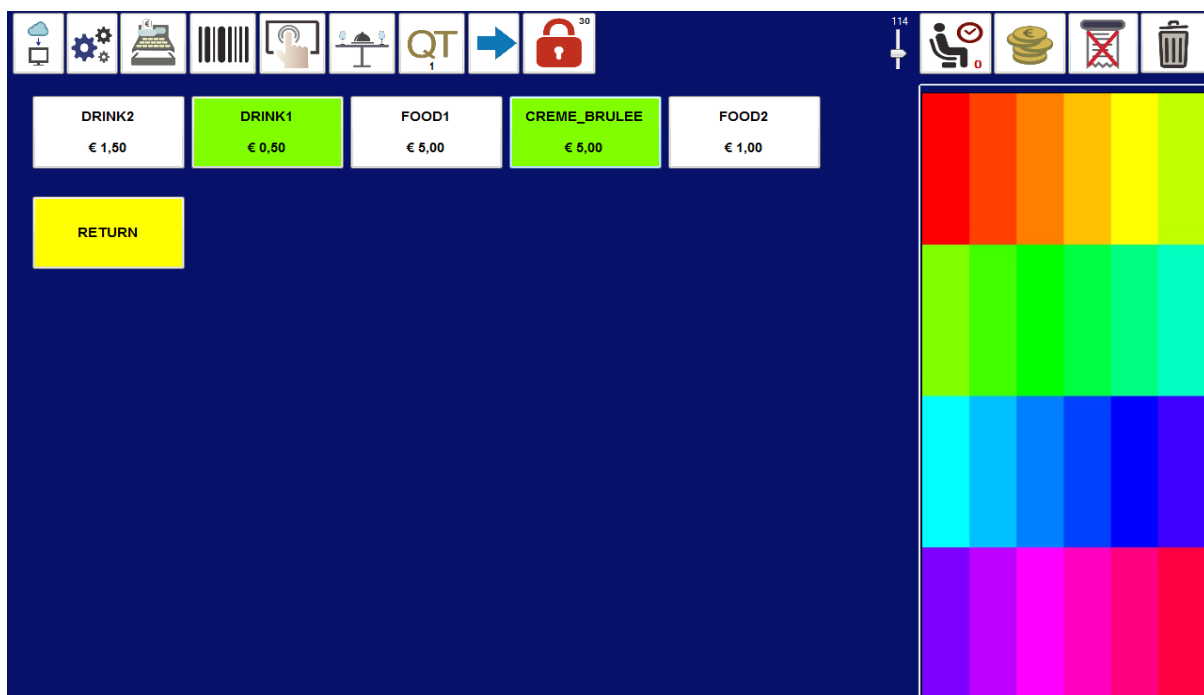 30
114
QT
1
0
DRINK2
DRINK1
FOOD1
CREME_BRULEE
FOOD2
€ 1,50
€ 0,50
€ 5,00
€ 5,00
€ 1,00
RETURN